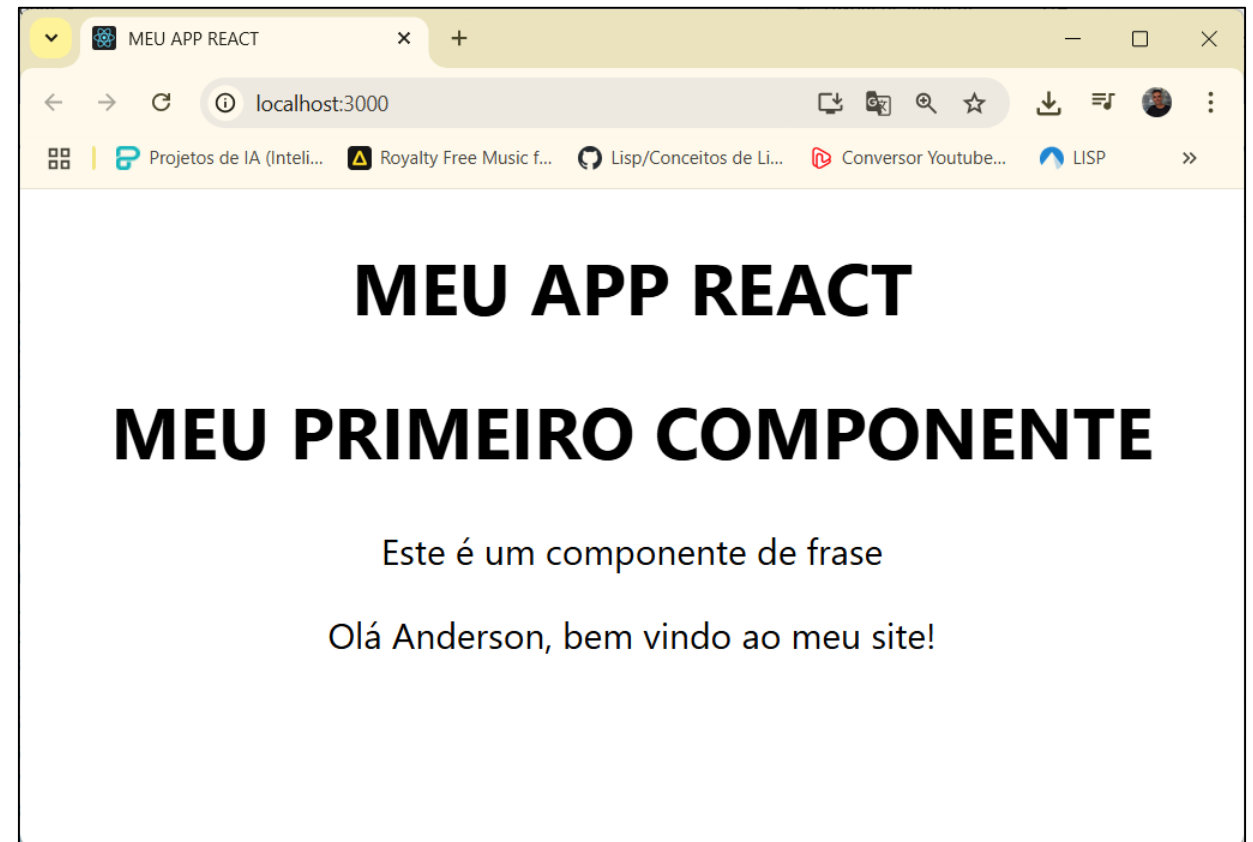 MEU APP REACT
localhost:3000
Projetos de IA (Inteli... Royalty Free Music f... Lisp/Conceitos de Li... Conversor Youtube... LISP
MEU APP REACT
MEU PRIMEIRO COMPONENTE
Este é um componente de frase
Olá Anderson, bem vindo ao meu site!